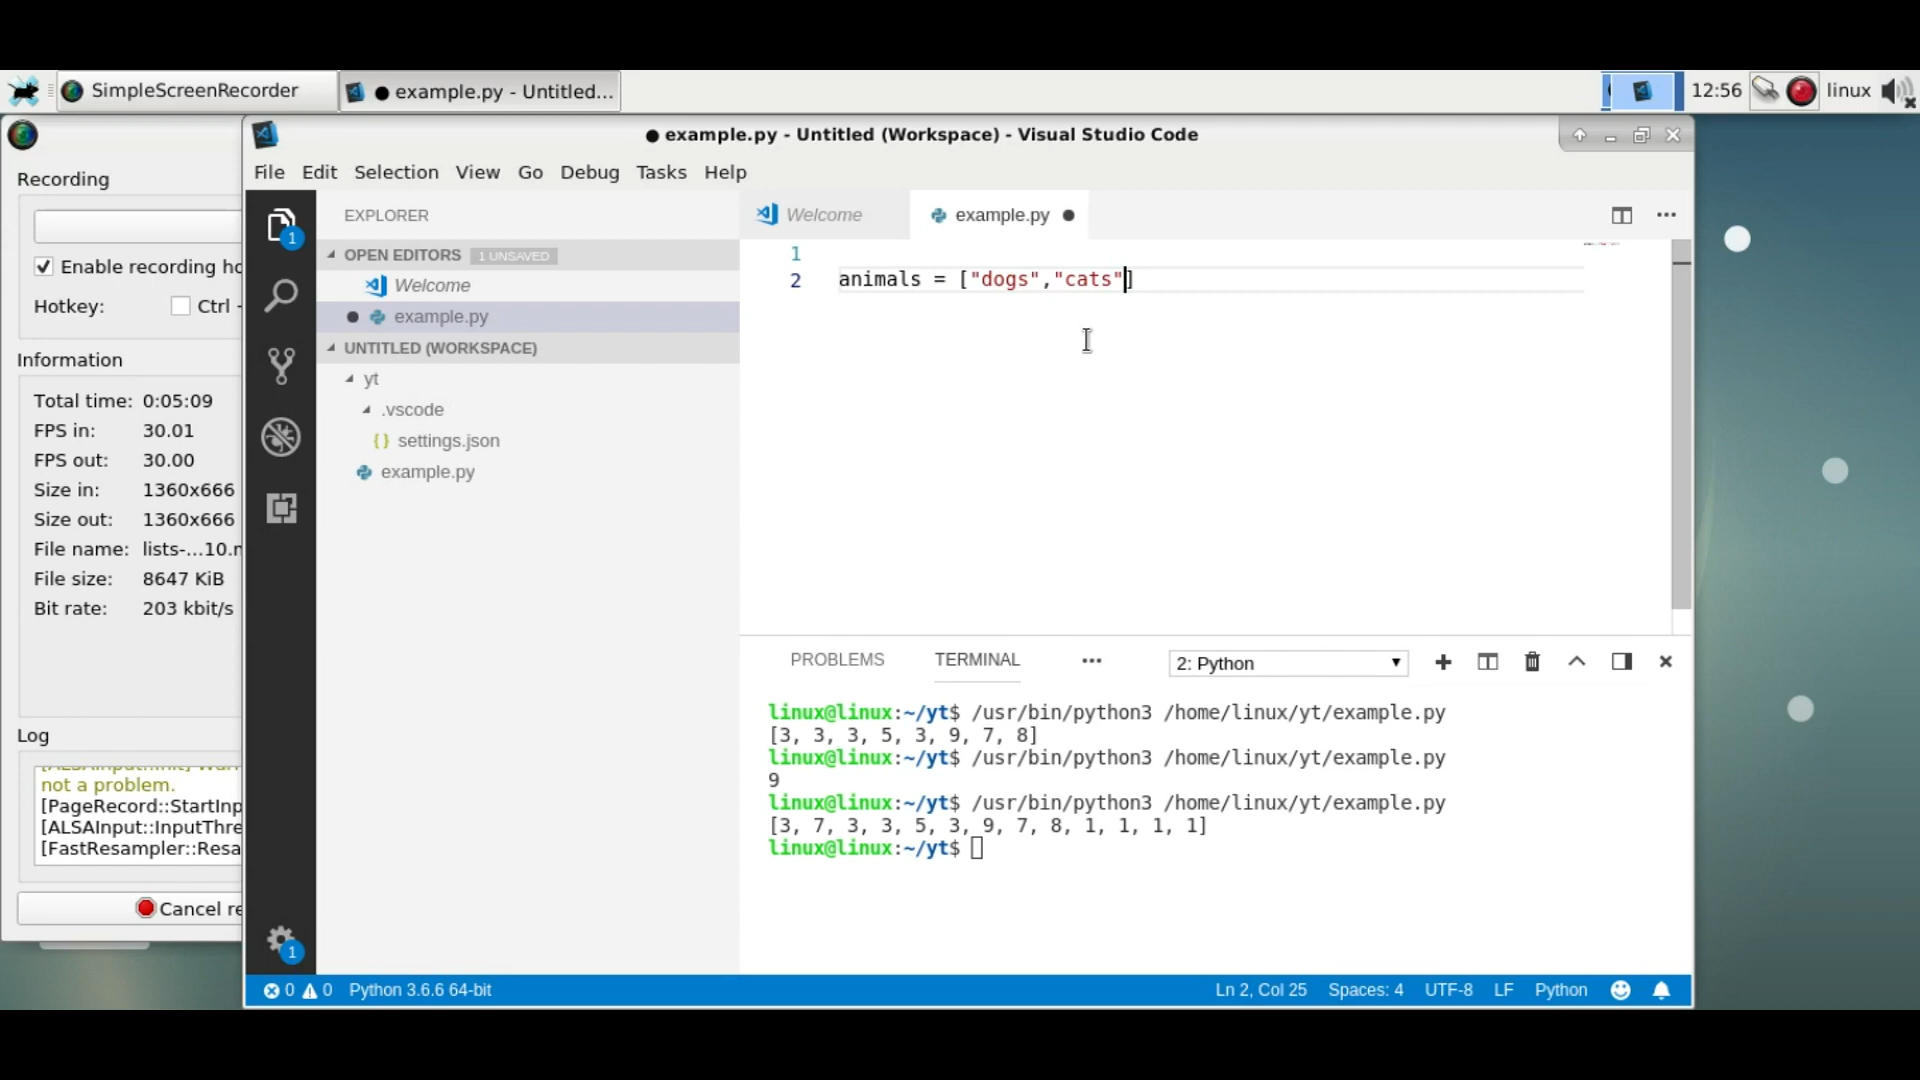 SimpleScreenRecorder
● example.py - Untitled...
12:56
linux
● example.py - Untitled (Workspace) - Visual Studio Code
File Edit Selection View Go Debug Tasks Help
Recording
Enable recording ho
Hotkey: Ctrl
Information
Total time: 0:05:09
FPS in: 30.01
FPS out: 30.00
Size in: 1360x666
Size out: 1360x666
File name: lists-...10.m
File size: 8647 KiB
Bit rate: 203 kbit/s
Log
not a problem.
[PageRecord::StartInp
[ALSAInput::InputThre
[FastResampler::Resa
Cancel re
1
1
EXPLORER
OPEN EDITORS 1 UNSAVED
Welcome
example.py
UNTITLED (WORKSPACE)
yt
.vscode
{} settings.json
example.py
Welcome
example.py
1
2 animals = ["dogs","cats"]
PROBLEMS TERMINAL ••• 2: Python
linux@linux:~/yt$ /usr/bin/python3 /home/linux/yt/example.py
[3, 3, 3, 5, 3, 9, 7, 8]
linux@linux:~/yt$ /usr/bin/python3 /home/linux/yt/example.py
9
linux@linux:~/yt$ /usr/bin/python3 /home/linux/yt/example.py
[3, 7, 3, 3, 5, 3, 9, 7, 8, 1, 1, 1, 1]
linux@linux:~/yt$
0 0 Python 3.6.6 64-bit
Ln 2, Col 25 Spaces: 4 UTF-8 LF Python